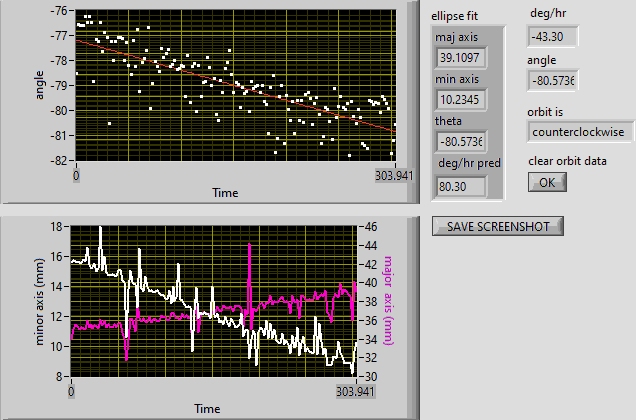 -76
-77
-78
-79
-80
-81
-82
angle
0
303.941
Time
ellipse fit
maj axis
39.1097
min axis
10.2345
theta
-80.5736
deg/hr pred
80.30
deg/hr
-43.30
angle
-80.5736
orbit is
counterclockwise
clear orbit data
OK
SAVE SCREENSHOT
18
16
14
12
10
8
minor axis (mm)
46
44
42
40
38
36
34
32
30
major axis (mm)
0
303.941
Time